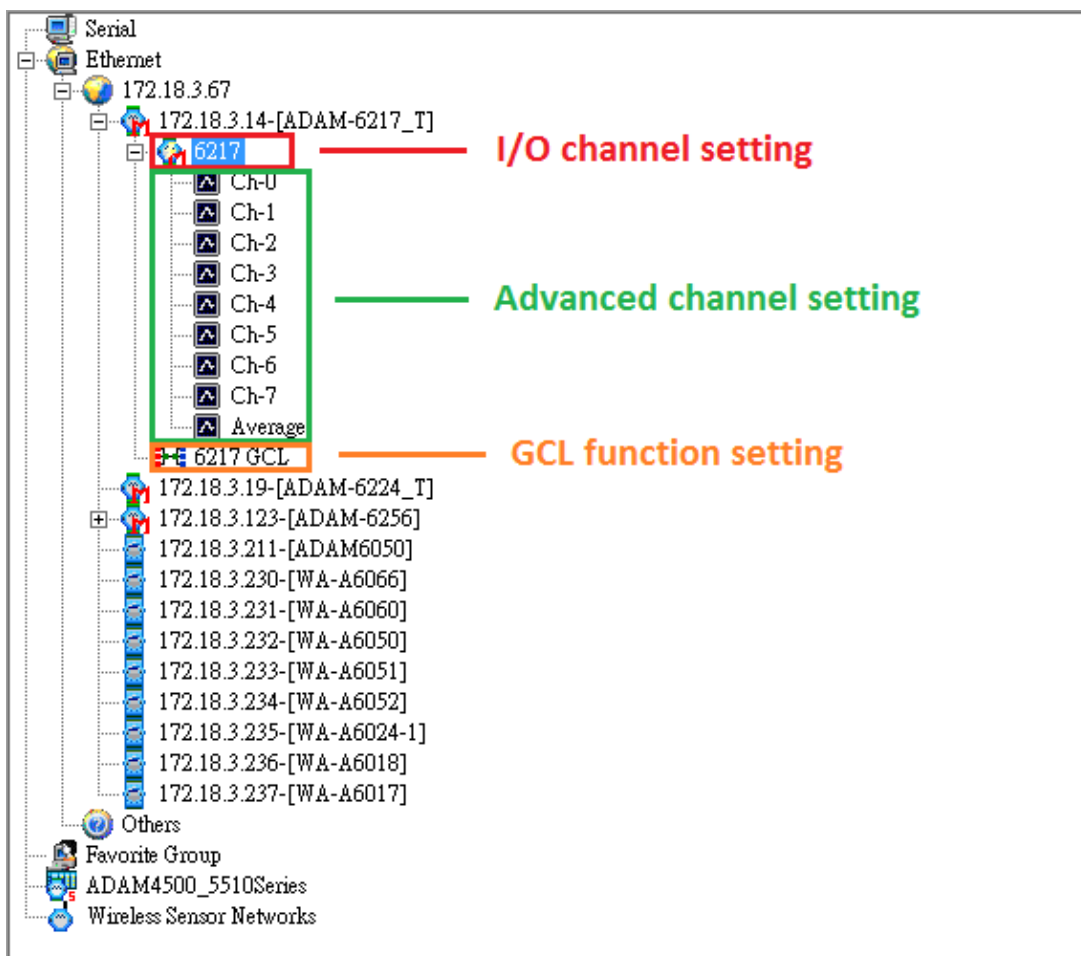 Serial
Ethernet
172.18.3.67
172.18.3.14-[ADAM-6217_T]
6217
I/O channel setting
Ch-0
Ch-1
Ch-2
Ch-3
Ch-4
Advanced channel setting
Ch-5
Ch-6
Ch-7
Average
6217 GCL
GCL function setting
172.18.3.19-[ADAM-6224_T]
172.18.3.123-[ADAM-6256]
172.18.3.211-[ADAM6050]
172.18.3.230-[WA-A6066]
172.18.3.231-[WA-A6060]
172.18.3.232-[WA-A6050]
172.18.3.233-[WA-A6051]
172.18.3.234-[WA-A6052]
172.18.3.235-[WA-A6024-1]
172.18.3.236-[WA-A6018]
172.18.3.237-[WA-A6017]
Others
Favorite Group
ADAM4500_5510Series
Wireless Sensor Networks